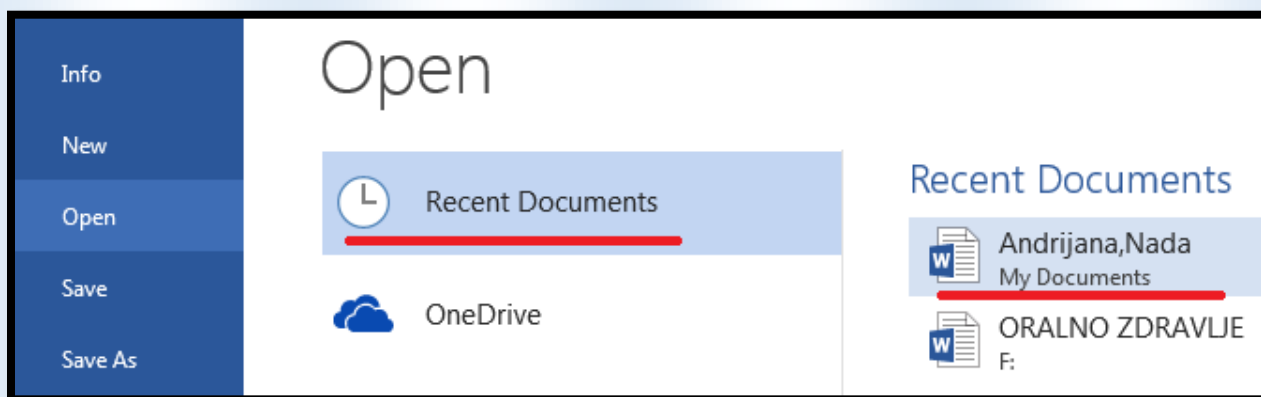 Info
New
Open
Save
Save As
Open
Recent Documents
OneDrive
Recent Documents
Andrijana,Nada
My Documents
ORALNO ZDRAVLJE
F: